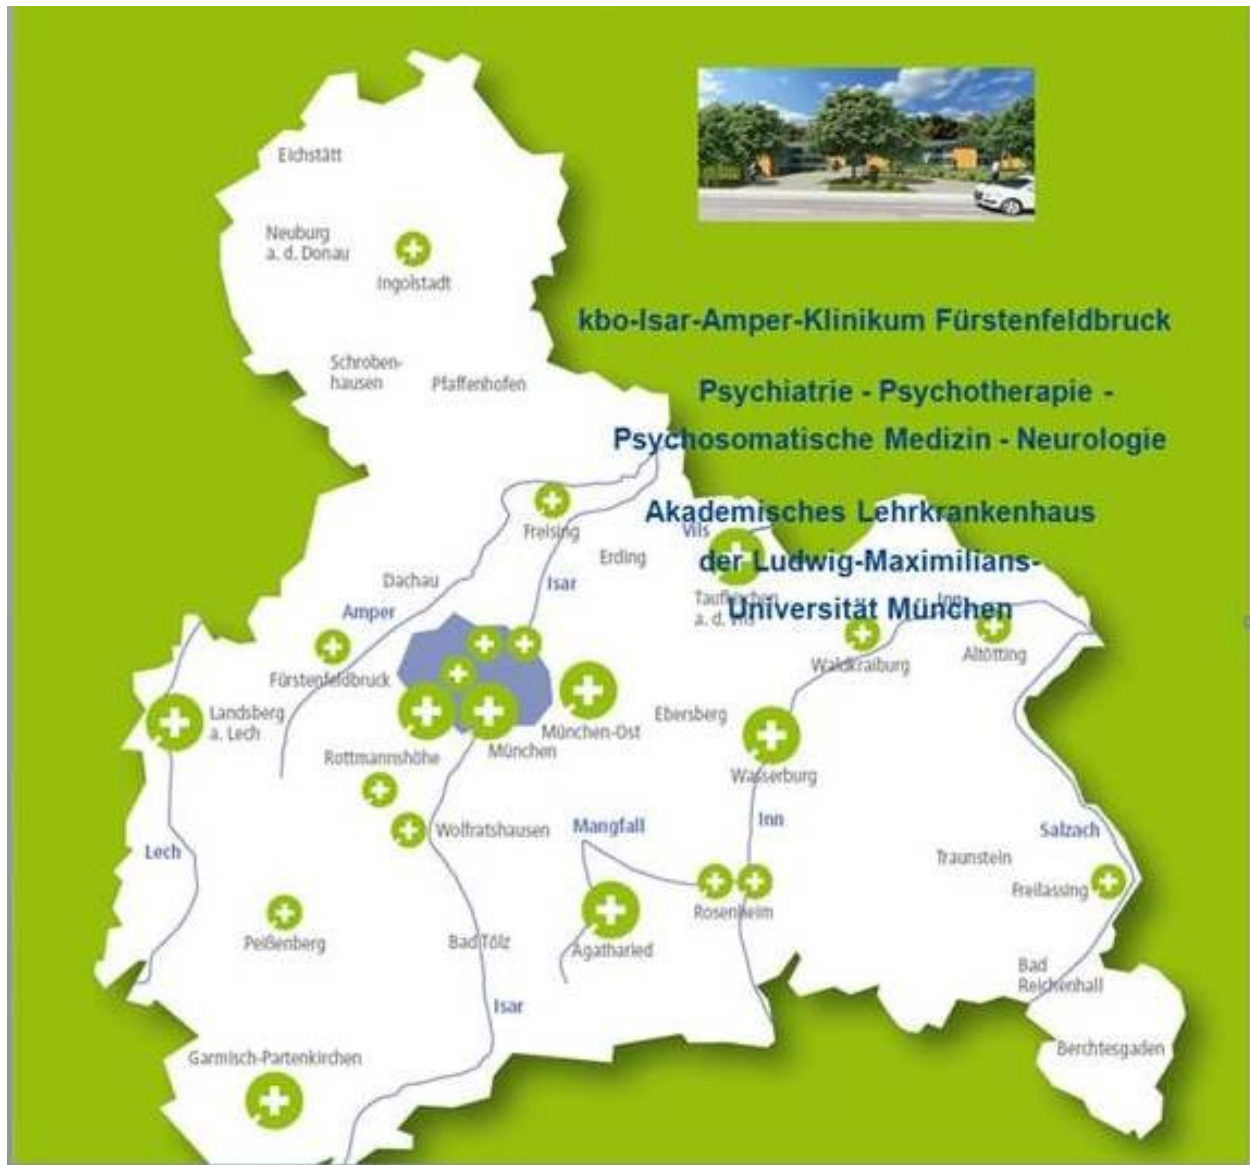 Eichstätt
Neuburg
a. d. Donau
Ingolstadt
kbo-Isar-Amper-Klinikum Fürstenfeldbruck
Schroben-
hausen
Pfaffenhofen
Psychiatrie - Psychotherapie -
Psychosomatische Medizin - Neurologie
Akademisches Lehrkrankenhaus
der Ludwig-Maximilians-
Universität München
Freising
Vils
Erding
Dachau
Isar
Amper
Taufkirchen
a. d. Vils
Inn
Waldkraiburg
Altötting
Fürstenfeldbruck
Landsberg
a. Lech
Ebersberg
München-Ost
München
Rottmannshöhe
Wasserburg
Wolfratshausen
Mangfall
Inn
Salzach
Lech
Traunstein
Freilassing
Rosenheim
Peißenberg
Bad Tölz
Agatharied
Bad
Reichenhall
Isar
Garmisch-Partenkirchen
Berchtesgaden